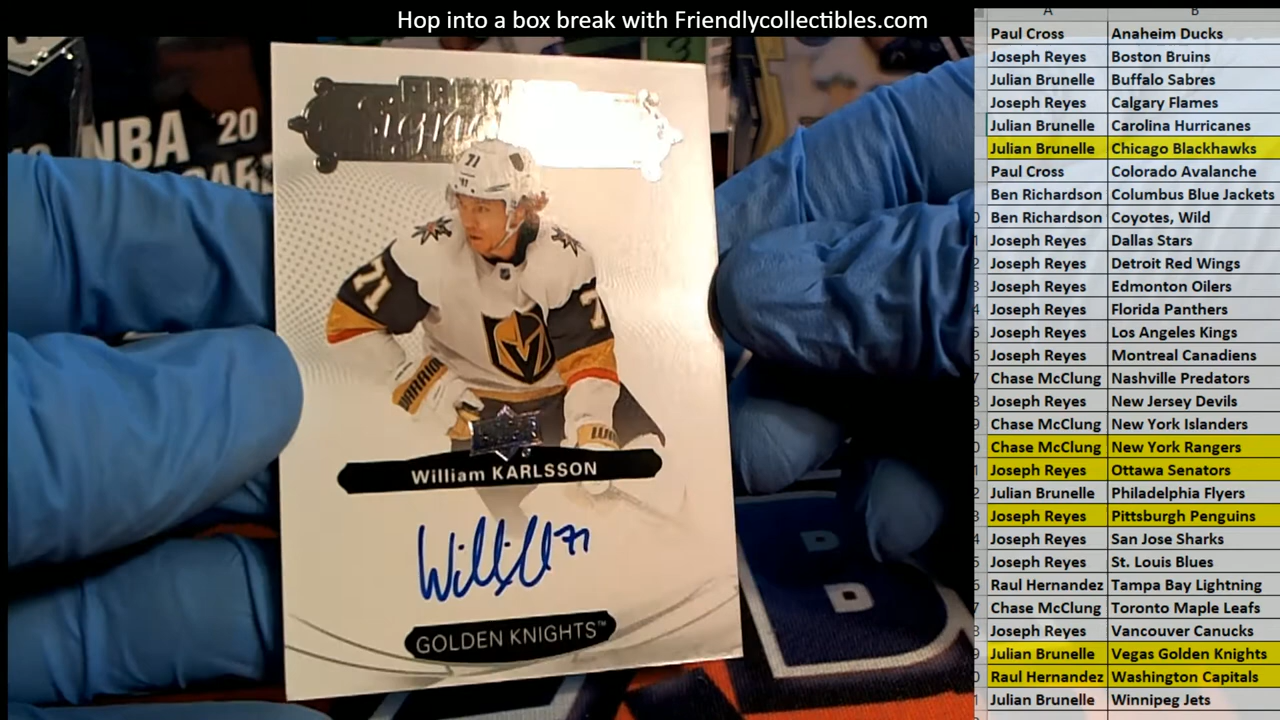 Hop into a box break with Friendlycollectibles.com
NBA 20
71
71
WARRIOR
William KARLSSON
71
GOLDEN KNIGHTS™
A B
Paul Cross Anaheim Ducks
Joseph Reyes Boston Bruins
Julian Brunelle Buffalo Sabres
Joseph Reyes Calgary Flames
Julian Brunelle Carolina Hurricanes
Julian Brunelle Chicago Blackhawks
Paul Cross Colorado Avalanche
Ben Richardson Columbus Blue Jackets
Ben Richardson Coyotes, Wild
Joseph Reyes Dallas Stars
Joseph Reyes Detroit Red Wings
Joseph Reyes Edmonton Oilers
Joseph Reyes Florida Panthers
Joseph Reyes Los Angeles Kings
Joseph Reyes Montreal Canadiens
Chase McClung Nashville Predators
Joseph Reyes New Jersey Devils
Chase McClung New York Islanders
Chase McClung New York Rangers
Joseph Reyes Ottawa Senators
Julian Brunelle Philadelphia Flyers
Joseph Reyes Pittsburgh Penguins
Joseph Reyes San Jose Sharks
Joseph Reyes St. Louis Blues
Raul Hernandez Tampa Bay Lightning
Chase McClung Toronto Maple Leafs
Joseph Reyes Vancouver Canucks
Julian Brunelle Vegas Golden Knights
Raul Hernandez Washington Capitals
Julian Brunelle Winnipeg Jets